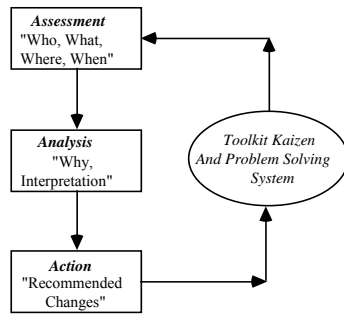 Assessment
"Who, What,
Where, When"
Analysis
"Why,
Interpretation"
Action
"Recommended
Changes"
Toolkit Kaizen
And Problem Solving
System